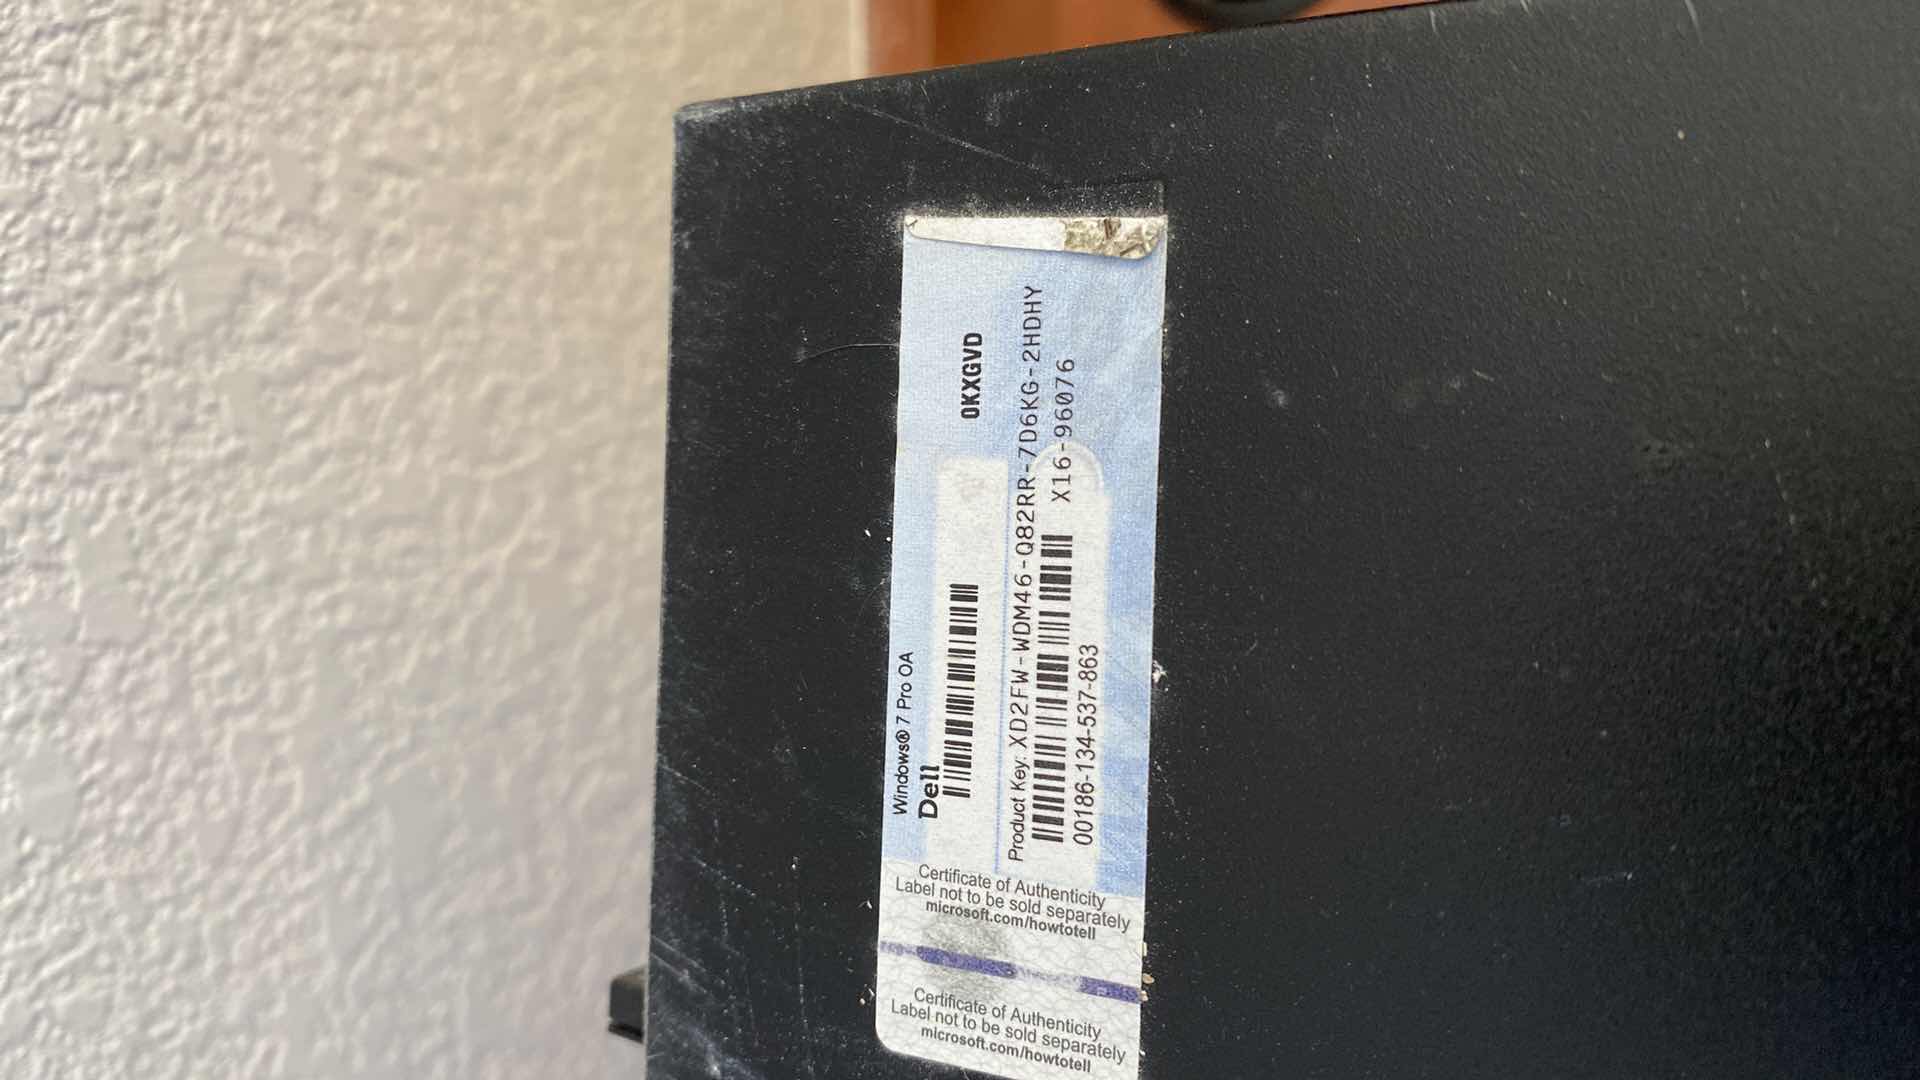 Windows® 7 Pro OA
Dell
0KXGVD
Product Key: XD2FW-WDM46-Q82RR-7D6KG-2HDHY
X16-96076
00186-134-537-863
Certificate of Authenticity
Label not to be sold separately
microsoft.com/howtotell
Certificate of Authenticity
Label not to be sold separately
microsoft.com/howtotell